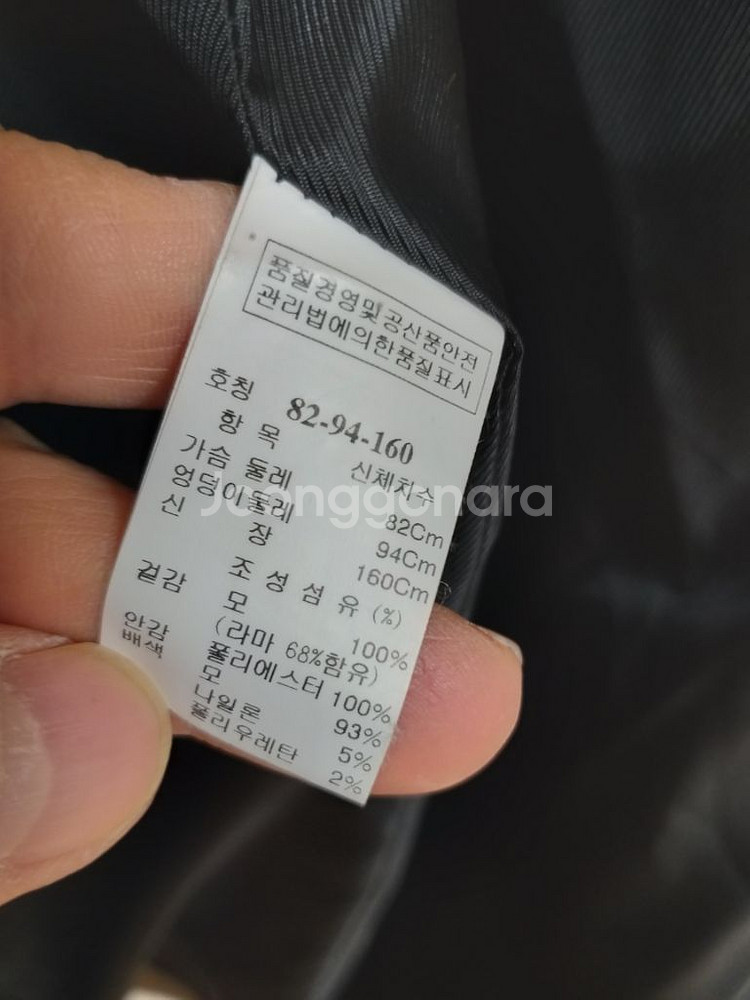 품질경영및공산품안전
관리법에의한품질표시
호칭 82-94-160
항 목 신체치수
가슴 둘레 82Cm
엉덩이둘레 94Cm
신 장 160Cm
조 성 섬 유 (%)
겉감 모 100%
(라마 68%함유)
안감 폴리에스터 100%
배색 모 93%
나일론 5%
폴리우레탄 2%
Joonggonara